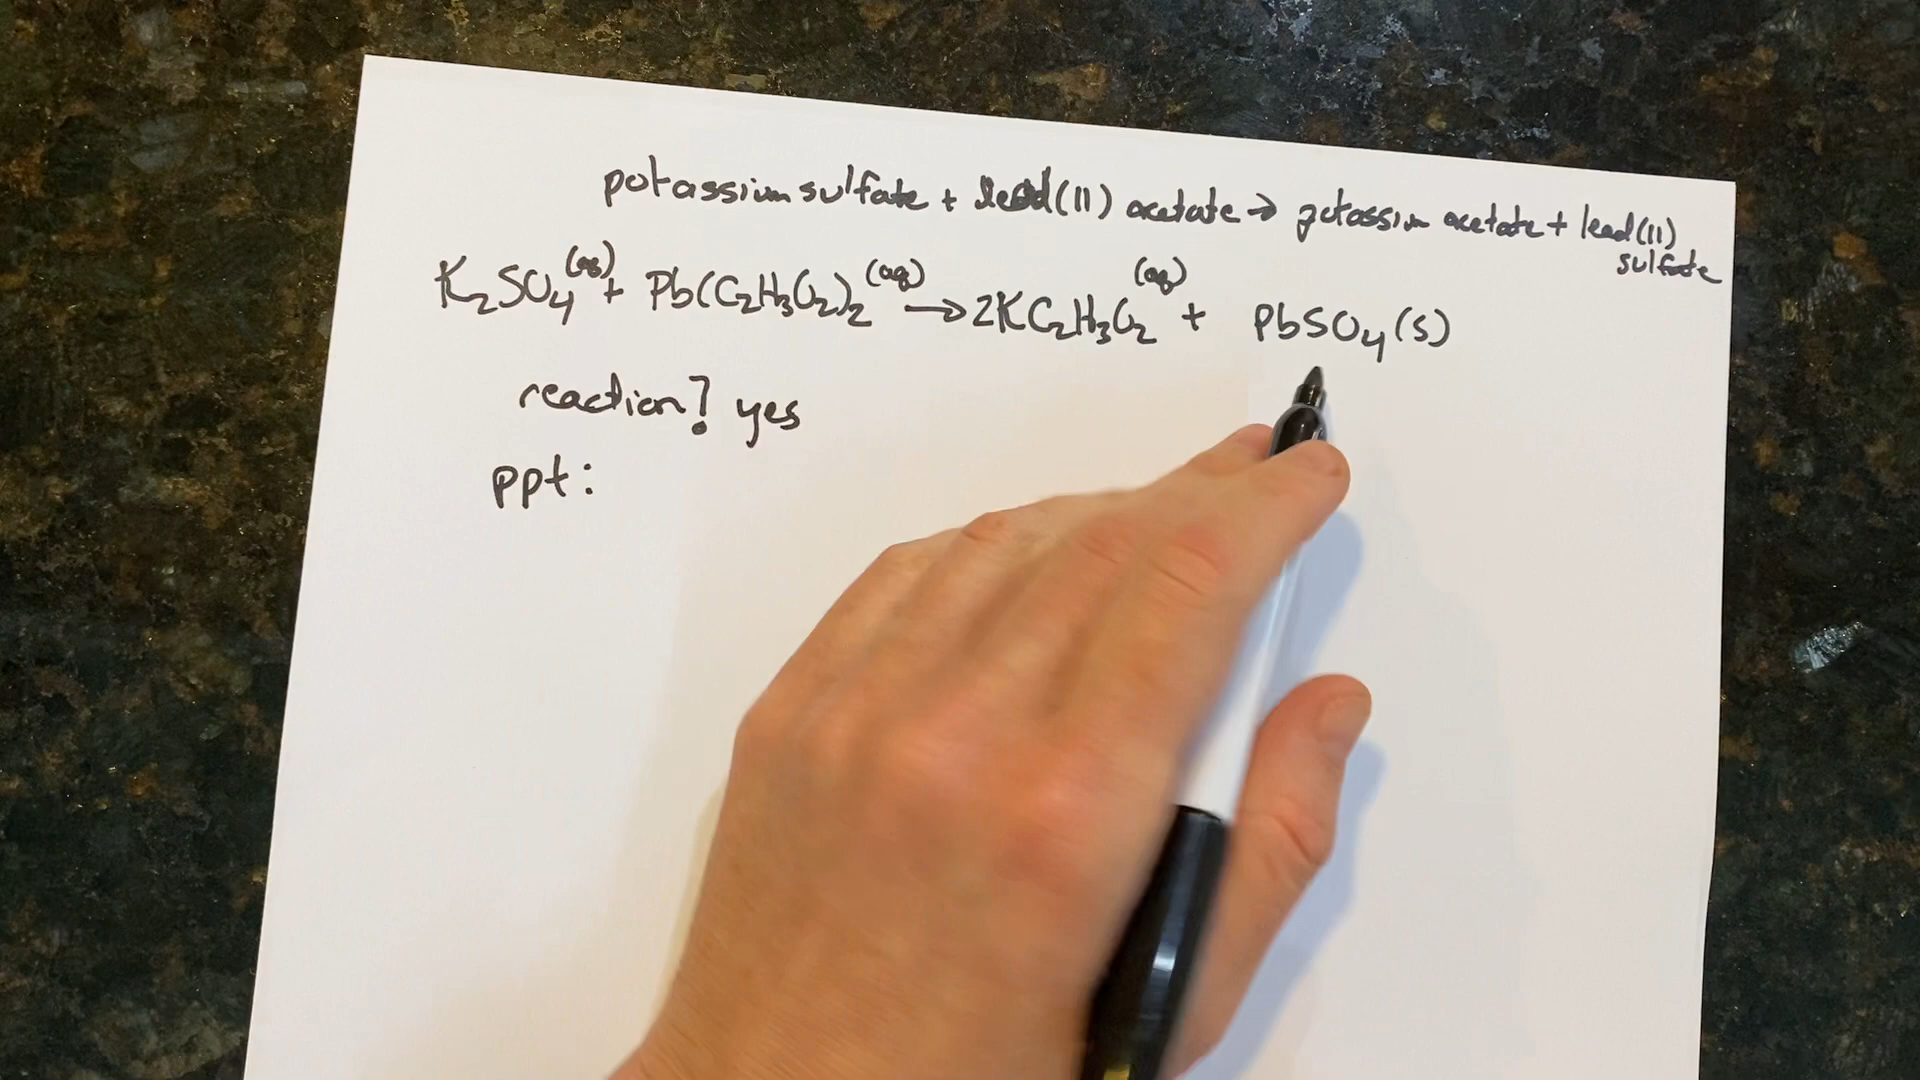 potassium sulfate + lead(II) acetate → potassium acetate + lead(II)
sulfate
K₂SO₄(aq) + Pb(C₂H₃O₂)₂(aq) → 2KC₂H₃O₂(aq) + PbSO₄(s)
reaction? yes
ppt: